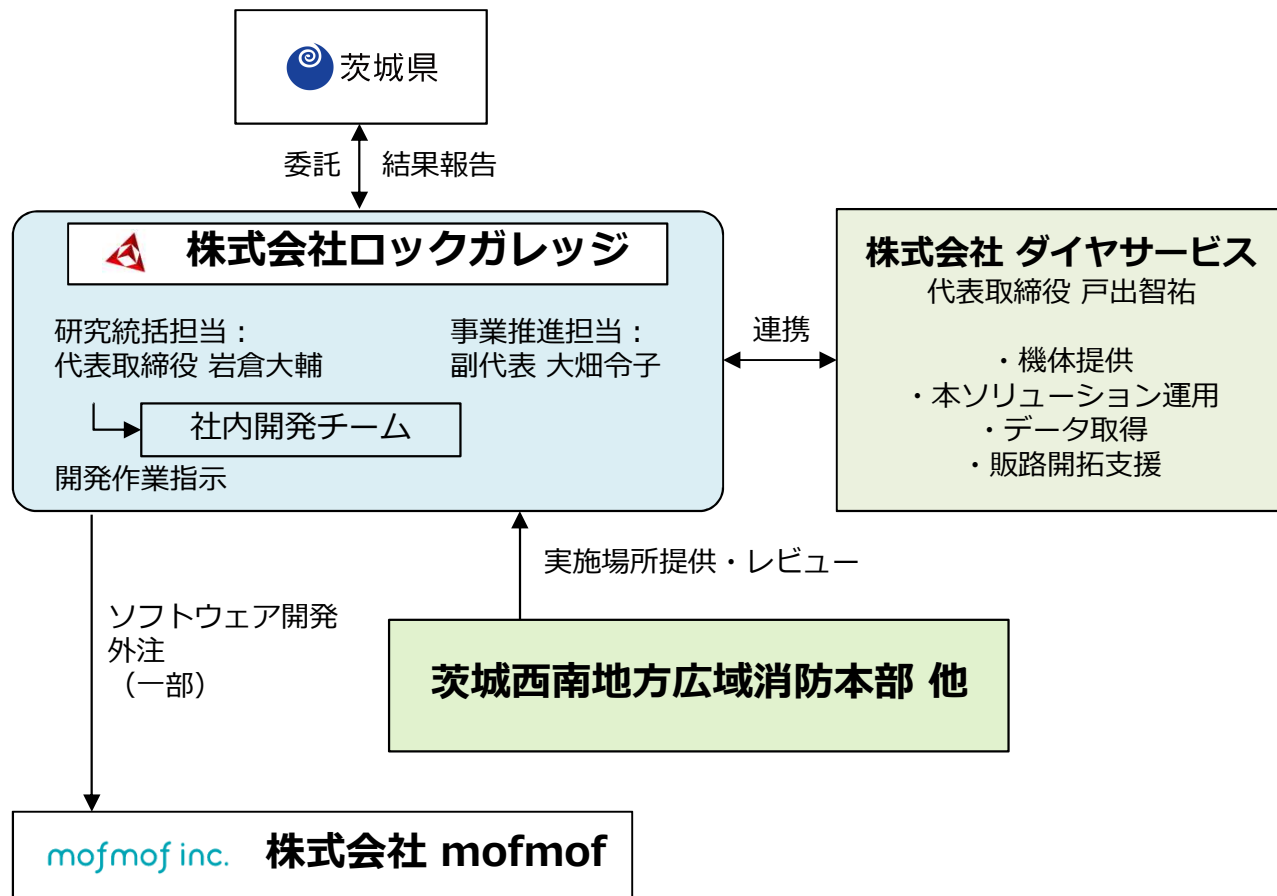 茨城県
委託
結果報告
株式会社ロックガレッジ
研究統括担当：
代表取締役 岩倉大輔
事業推進担当：
副代表 大畑令子
社内開発チーム
開発作業指示
連携
株式会社 ダイヤサービス
代表取締役 戸出智祐
・機体提供
・本ソリューション運用
・データ取得
・販路開拓支援
実施場所提供・レビュー
ソフトウェア開発
外注
（一部）
茨城西南地方広域消防本部 他
mofmof inc.
株式会社 mofmof